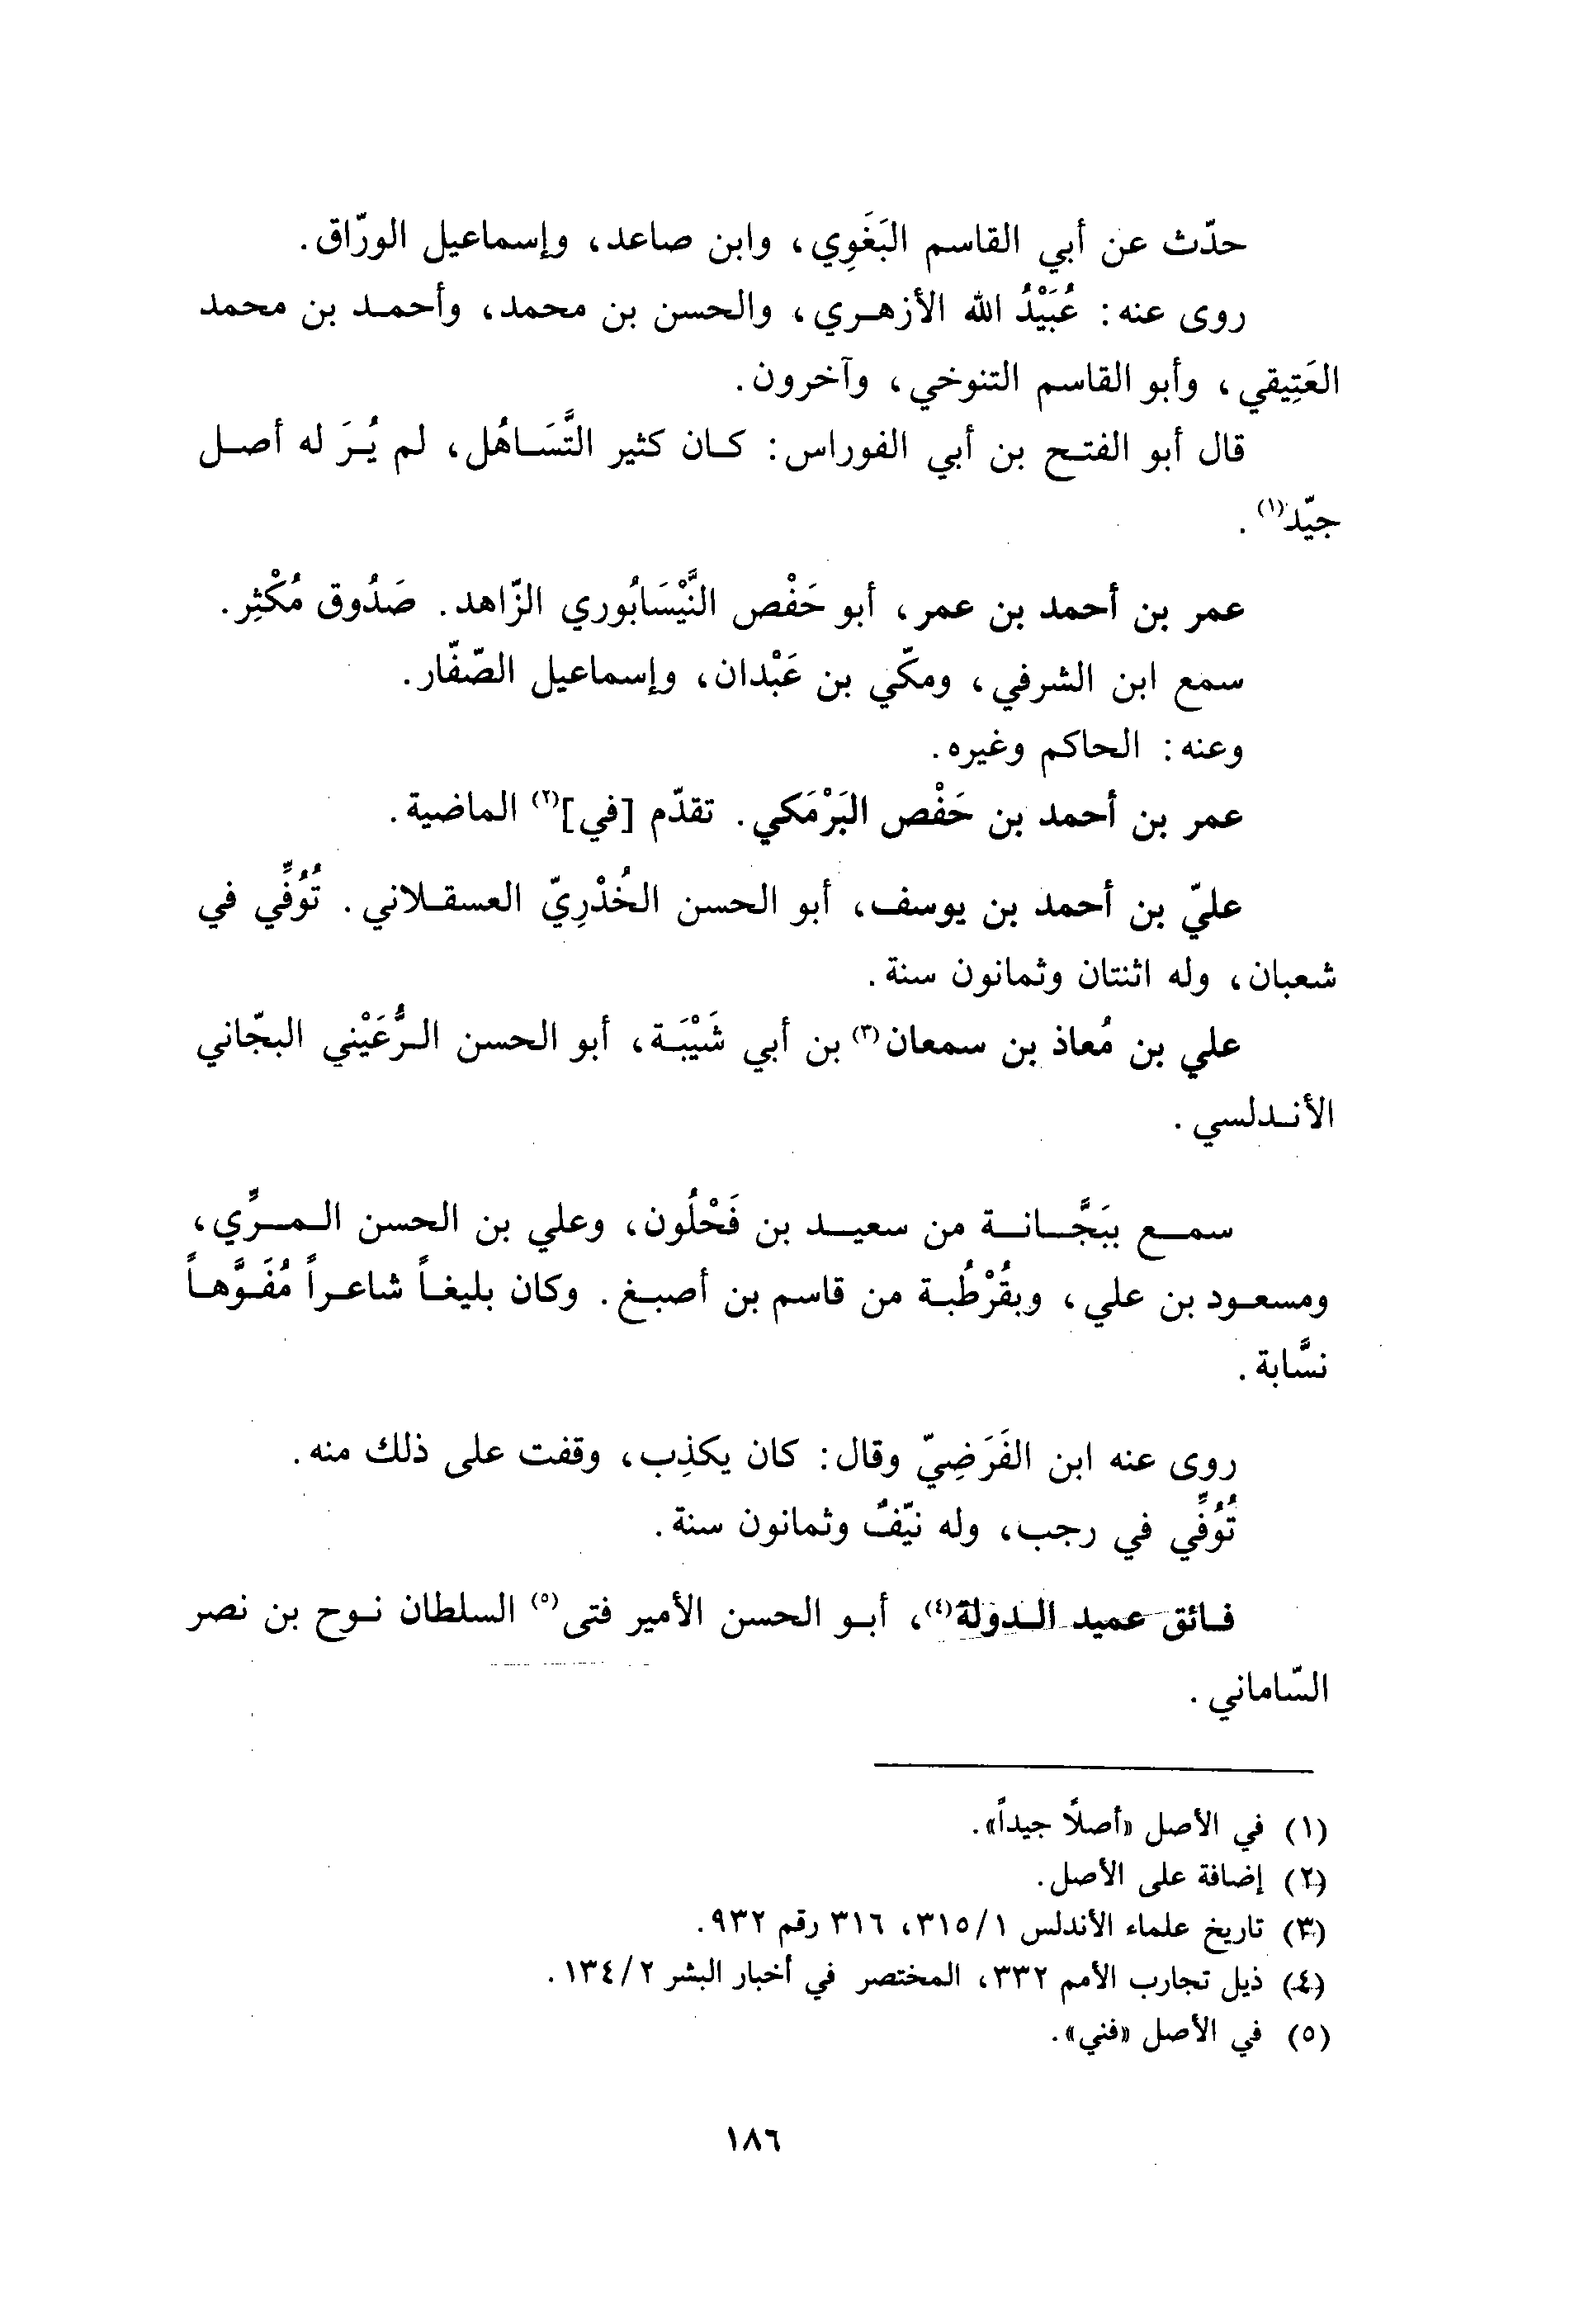 حدّث عن أبي القاسم البَغَوِي، وابن صاعد، وإسماعيل الورّاق.
روى عنه: عُبَيْدُ الله الأزهري، والحسن بن محمد، وأحمد بن محمد
العَتِيقي، وأبو القاسم التنوخي، وآخرون.
قال أبو الفتح بن أبي الفوراس: كان كثير التَّسَاهُل، لم يُرَ له أصل
جيّد(١).
عمر بن أحمد بن عمر، أبو حَفْص النَّيْسَابُوري الزّاهد. صَدُوق مُكْثِر.
سمع ابن الشرفي، ومكّي بن عَبْدان، وإسماعيل الصّفّار.
وعنه: الحاكم وغيره.
عمر بن أحمد بن حَفْص البَرْمَكي. تقدّم [في](٢) الماضية.
عليّ بن أحمد بن يوسف، أبو الحسن الخُدْرِيّ العسقلاني. تُوُفِّي في
شعبان، وله اثنتان وثمانون سنة.
علي بن مُعاذ بن سمعان(٣) بن أبي شَيْبَة، أبو الحسن الرُّعَيْني البجّاني
الأندلسي.
سمع ببَجَّانة من سعيد بن فَحْلُون، وعلي بن الحسن المرِّي،
ومسعود بن علي، وبقُرْطُبة من قاسم بن أصبغ. وكان بليغاً شاعراً مُفَوَّهاً
نسَّابة.
روى عنه ابن الفَرَضِيّ وقال: كان يكذِب، وقفت على ذلك منه.
تُوُفِّي في رجب، وله نيّفٌ وثمانون سنة.
فائق عميد الدولة(٤)، أبو الحسن الأمير فتى(٥) السلطان نوح بن نصر
السّاماني.
(١) في الأصل «أصلًا جيداً».
(٢) إضافة على الأصل.
(٣) تاريخ علماء الأندلس ٣١٥/١، ٣١٦ رقم ٩٣٢.
(٤) ذيل تجارب الأمم ٣٣٢، المختصر في أخبار البشر ١٣٤/٢.
(٥) في الأصل «فني».
١٨٦